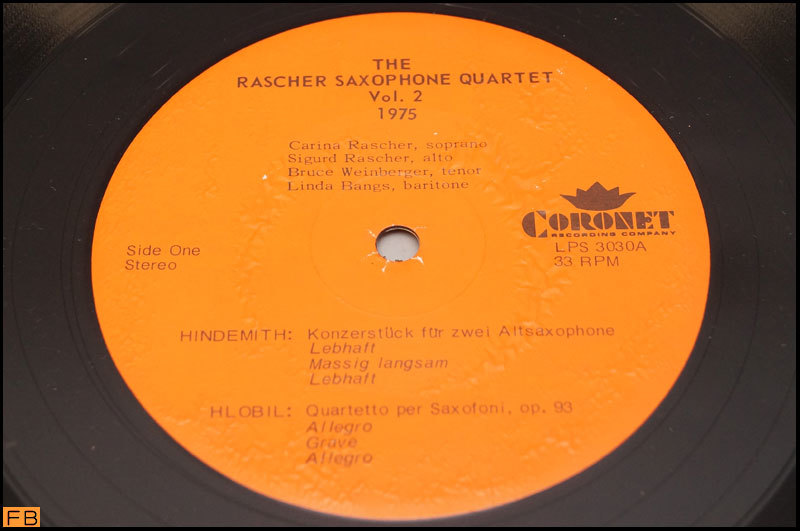 THE
RASCHER SAXOPHONE QUARTET
Vol. 2
1975
Carina Rascher, soprano
Sigurd Rascher, alto
Bruce Weinberger, tenor
Linda Bangs, baritone
CORONET
RECORDING COMPANY
LPS 3030A
33 RPM
Side One
Stereo
HINDEMITH: Konzerstück für zwei Altsaxophone
Lebhaft
Massig langsam
Lebhaft
HLOBIL: Quartetto per Saxofoni, op. 93
Allegro
Grave
Allegro
FB